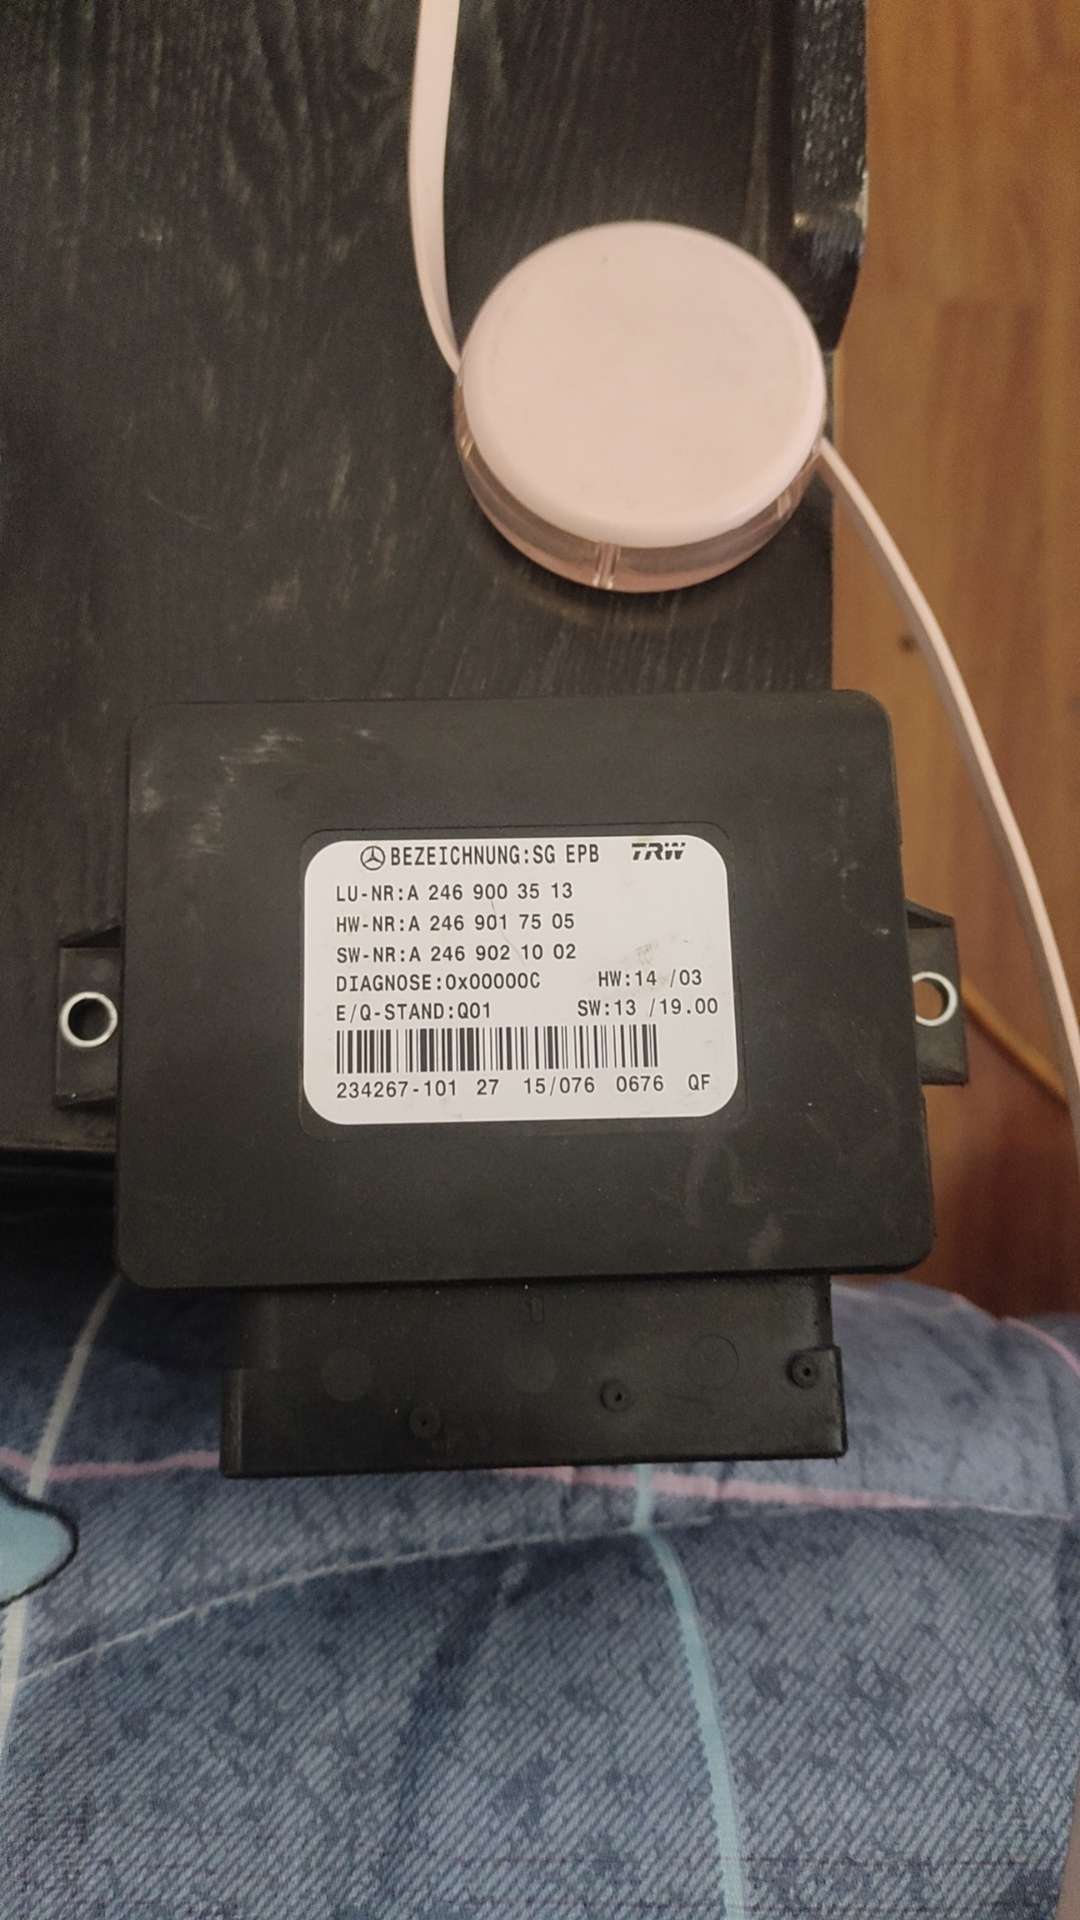 BEZEICHNUNG:SG EPB TRW
LU-NR:A 246 900 35 13
HW-NR:A 246 901 75 05
SW-NR:A 246 902 10 02
DIAGNOSE:0x00000C HW:14 /03
E/Q-STAND:Q01 SW:13 /19.00
234267-101 27 15/076 0676 QF
1